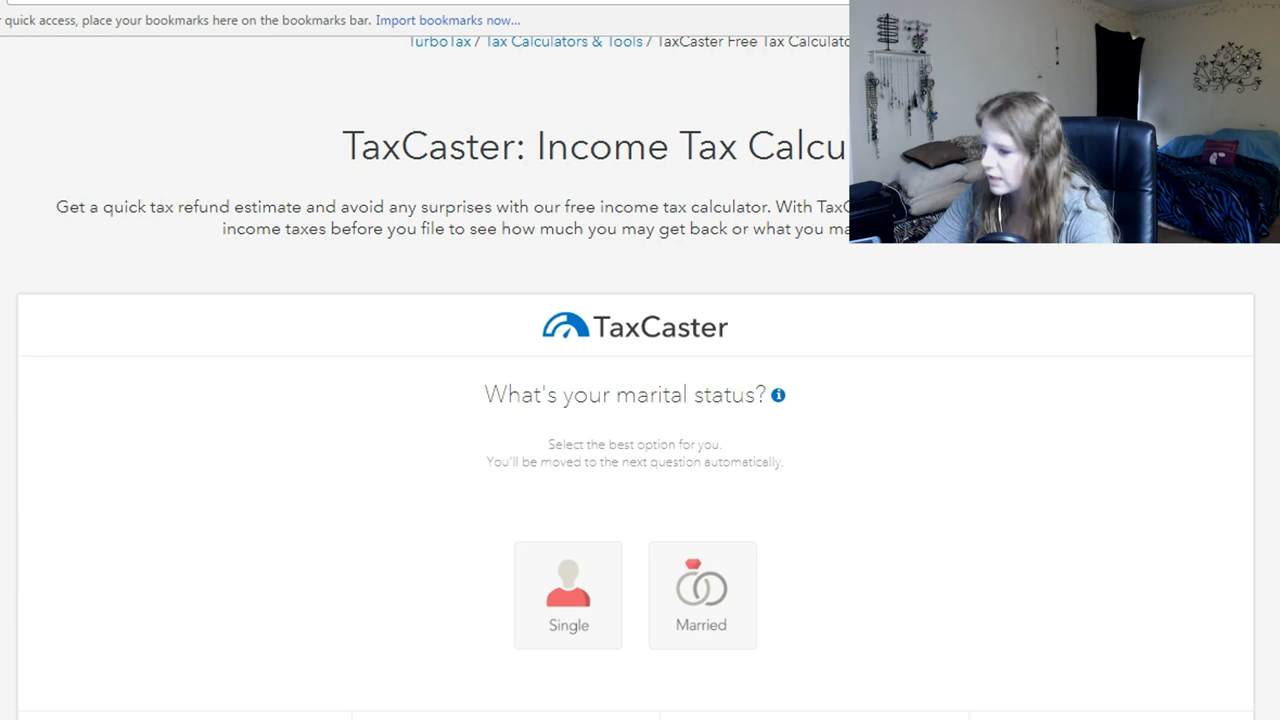 quick access, place your bookmarks here on the bookmarks bar. Import bookmarks now...
TurboTax / Tax Calculators & Tools / TaxCaster Free Tax
TaxCaster: Income Tax
Get a quick tax refund estimate and avoid any surprises with our free income tax calculator. With
income taxes before you file to see how much you may get back or what you
TaxCaster
What's your marital status?
Select the best option for you.
You'll be moved to the next question automatically.
Single
Married